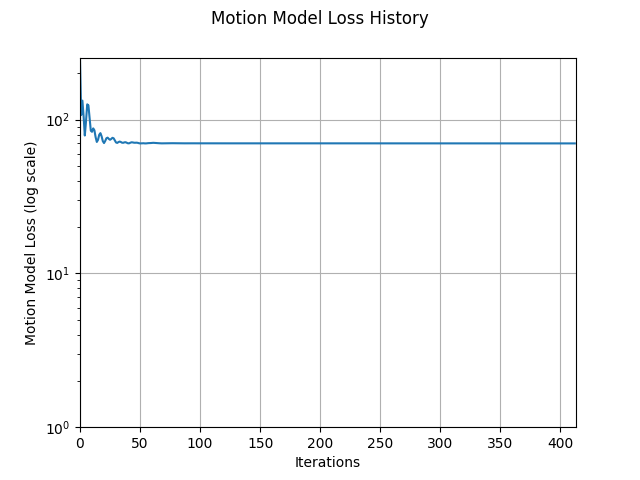 Motion Model Loss History
Motion Model Loss (log scale)
10²
10¹
10⁰
0 50 100 150 200 250 300 350 400
Iterations